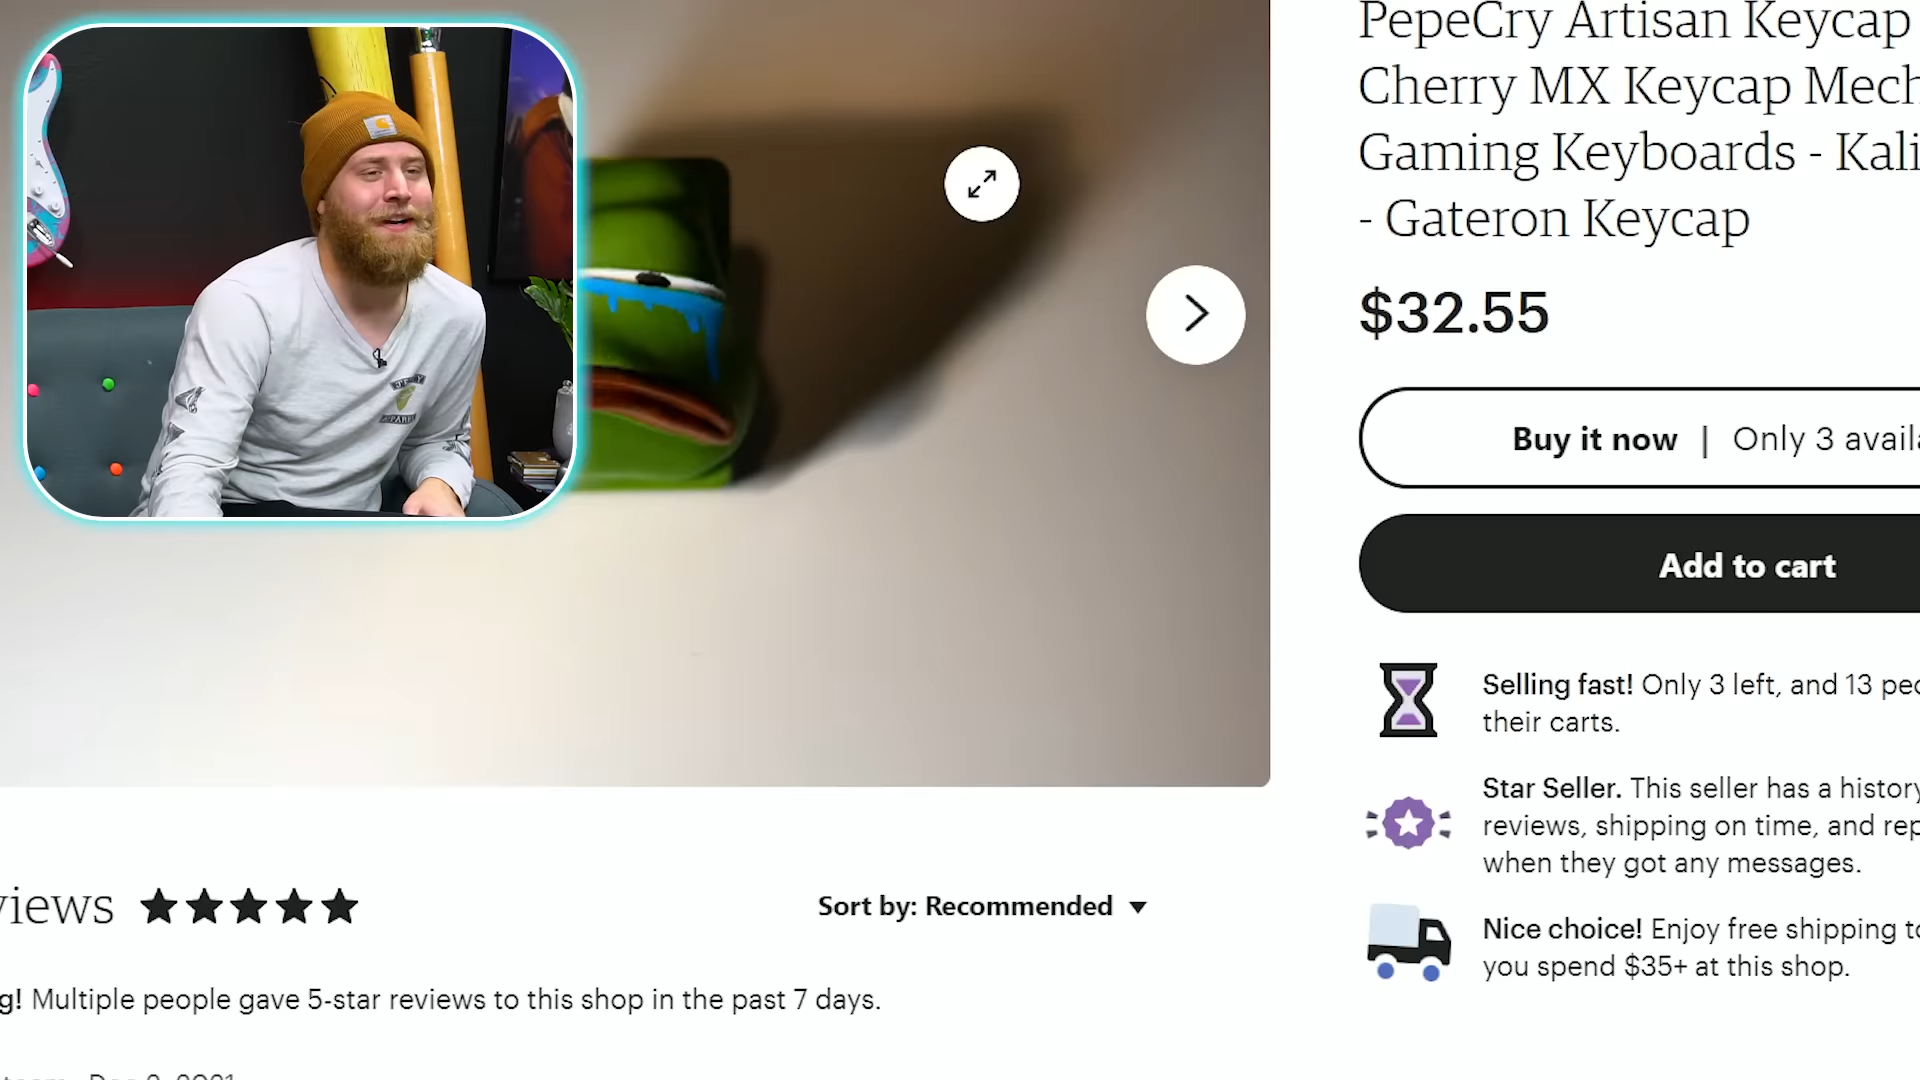 PepeCry Artisan Keycap
Cherry MX Keycap Mech
Gaming Keyboards - Kali
- Gateron Keycap
$32.55
Buy it now | Only 3 availa
Add to cart
Selling fast! Only 3 left, and 13 peo
their carts.
Star Seller. This seller has a history
reviews, shipping on time, and rep
when they got any messages.
Nice choice! Enjoy free shipping to
you spend $35+ at this shop.
views ★★★★★
Sort by: Recommended
g! Multiple people gave 5-star reviews to this shop in the past 7 days.